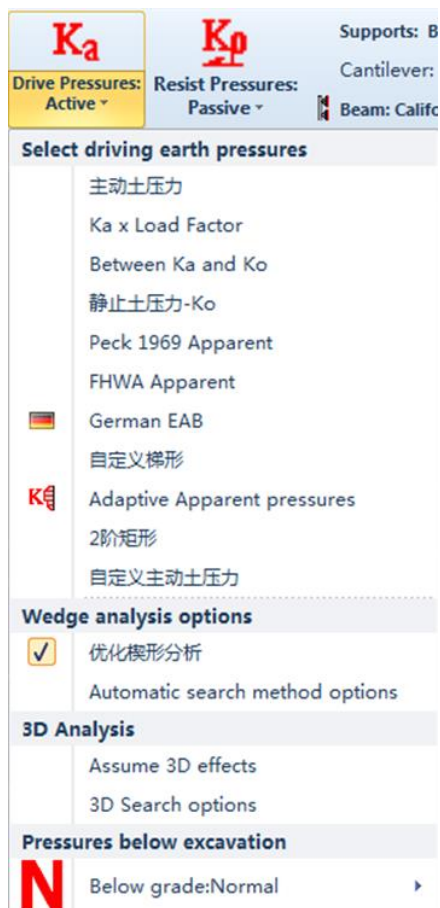 Ka
Kp
Supports: B
Drive Pressures:
Active
Resist Pressures:
Passive
Cantilever:
Beam: Califo
Select driving earth pressures
主动土压力
Ka x Load Factor
Between Ka and Ko
静止土压力-Ko
Peck 1969 Apparent
FHWA Apparent
German EAB
自定义梯形
K
Adaptive Apparent pressures
2阶矩形
自定义主动土压力
Wedge analysis options
优化楔形分析
Automatic search method options
3D Analysis
Assume 3D effects
3D Search options
Pressures below excavation
N
Below grade:Normal